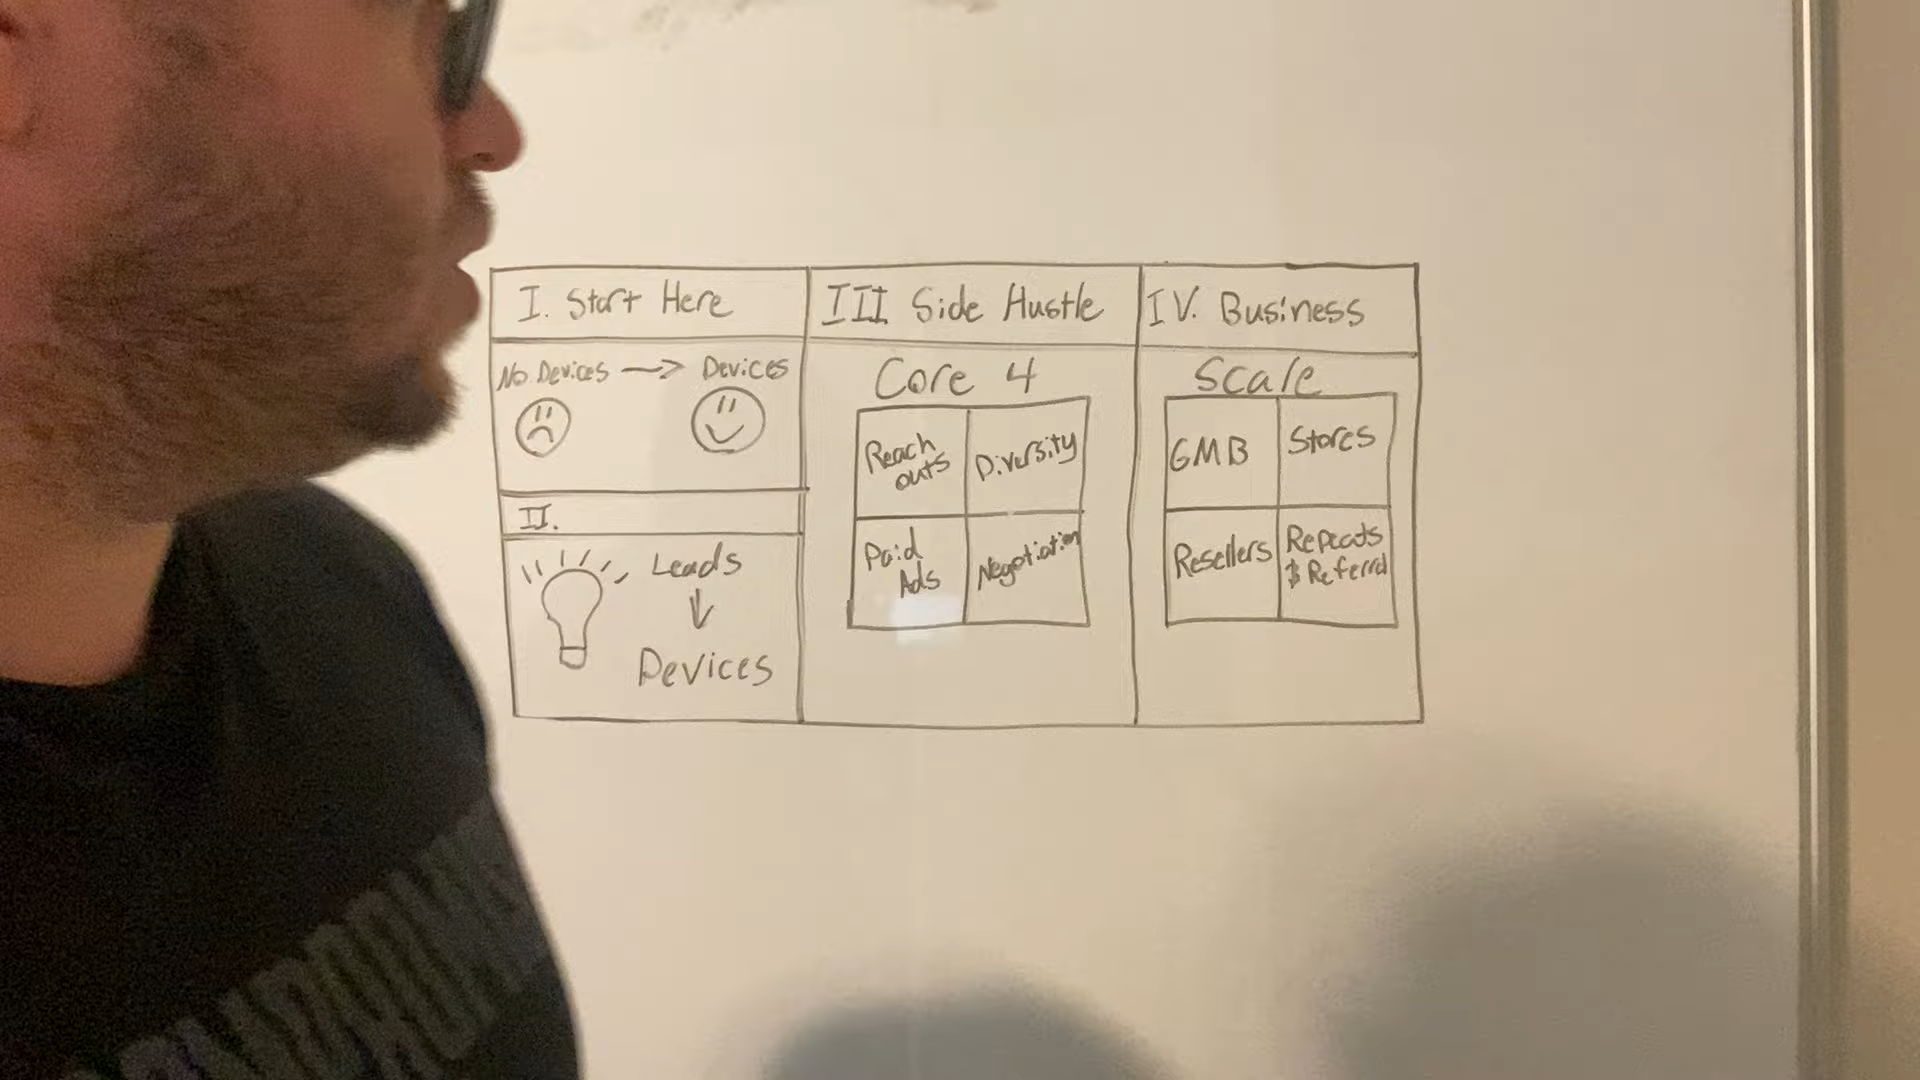 I. Start Here
No Devices → Devices
II.
Leads
↓
Devices
III Side Hustle
Core 4
Reach
outs
Diversity
Paid
Ads
Negotiation
IV. Business
Scale
GMB
Stores
Resellers
Repeats
& Referral